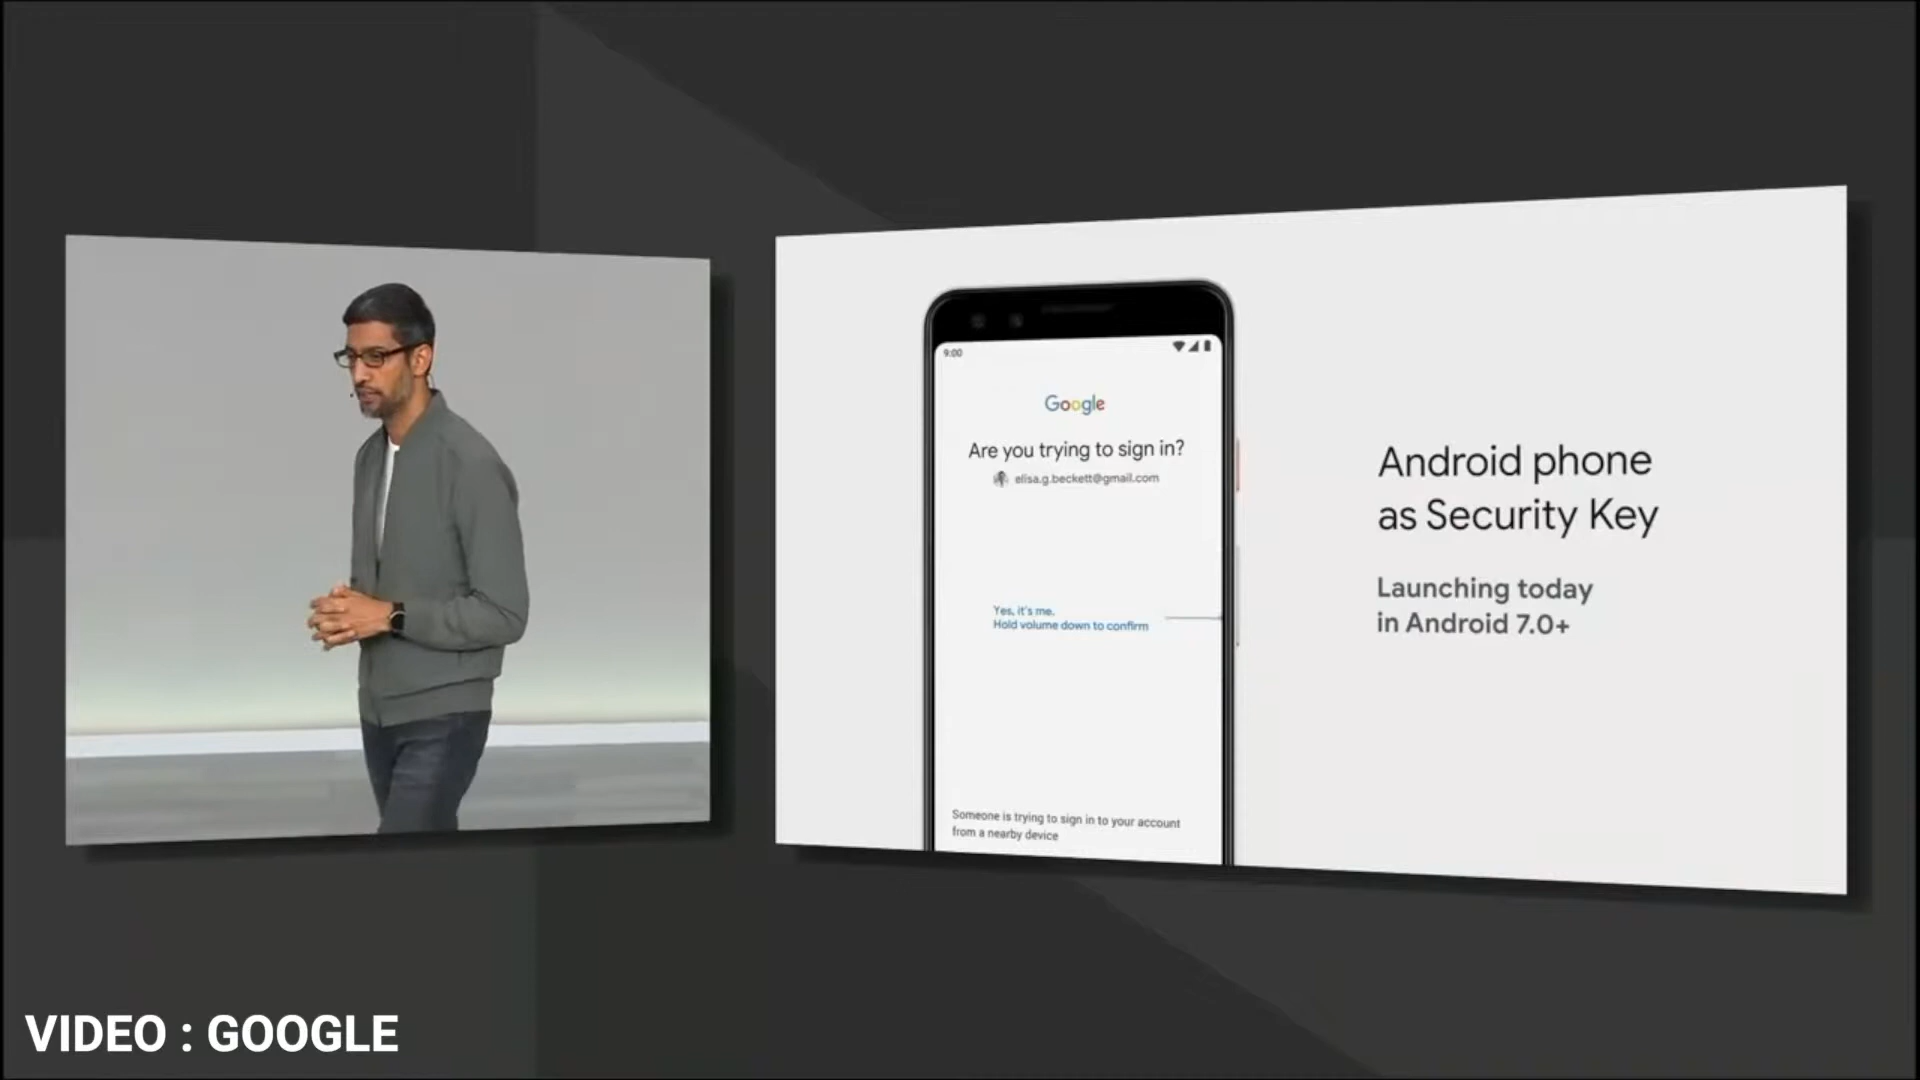 9:00
Google
Are you trying to sign in?
elisa.g.beckett@gmail.com
Yes, it's me.
Hold volume down to confirm
Someone is trying to sign in to your account
from a nearby device
Android phone
as Security Key
Launching today
in Android 7.0+
VIDEO : GOOGLE